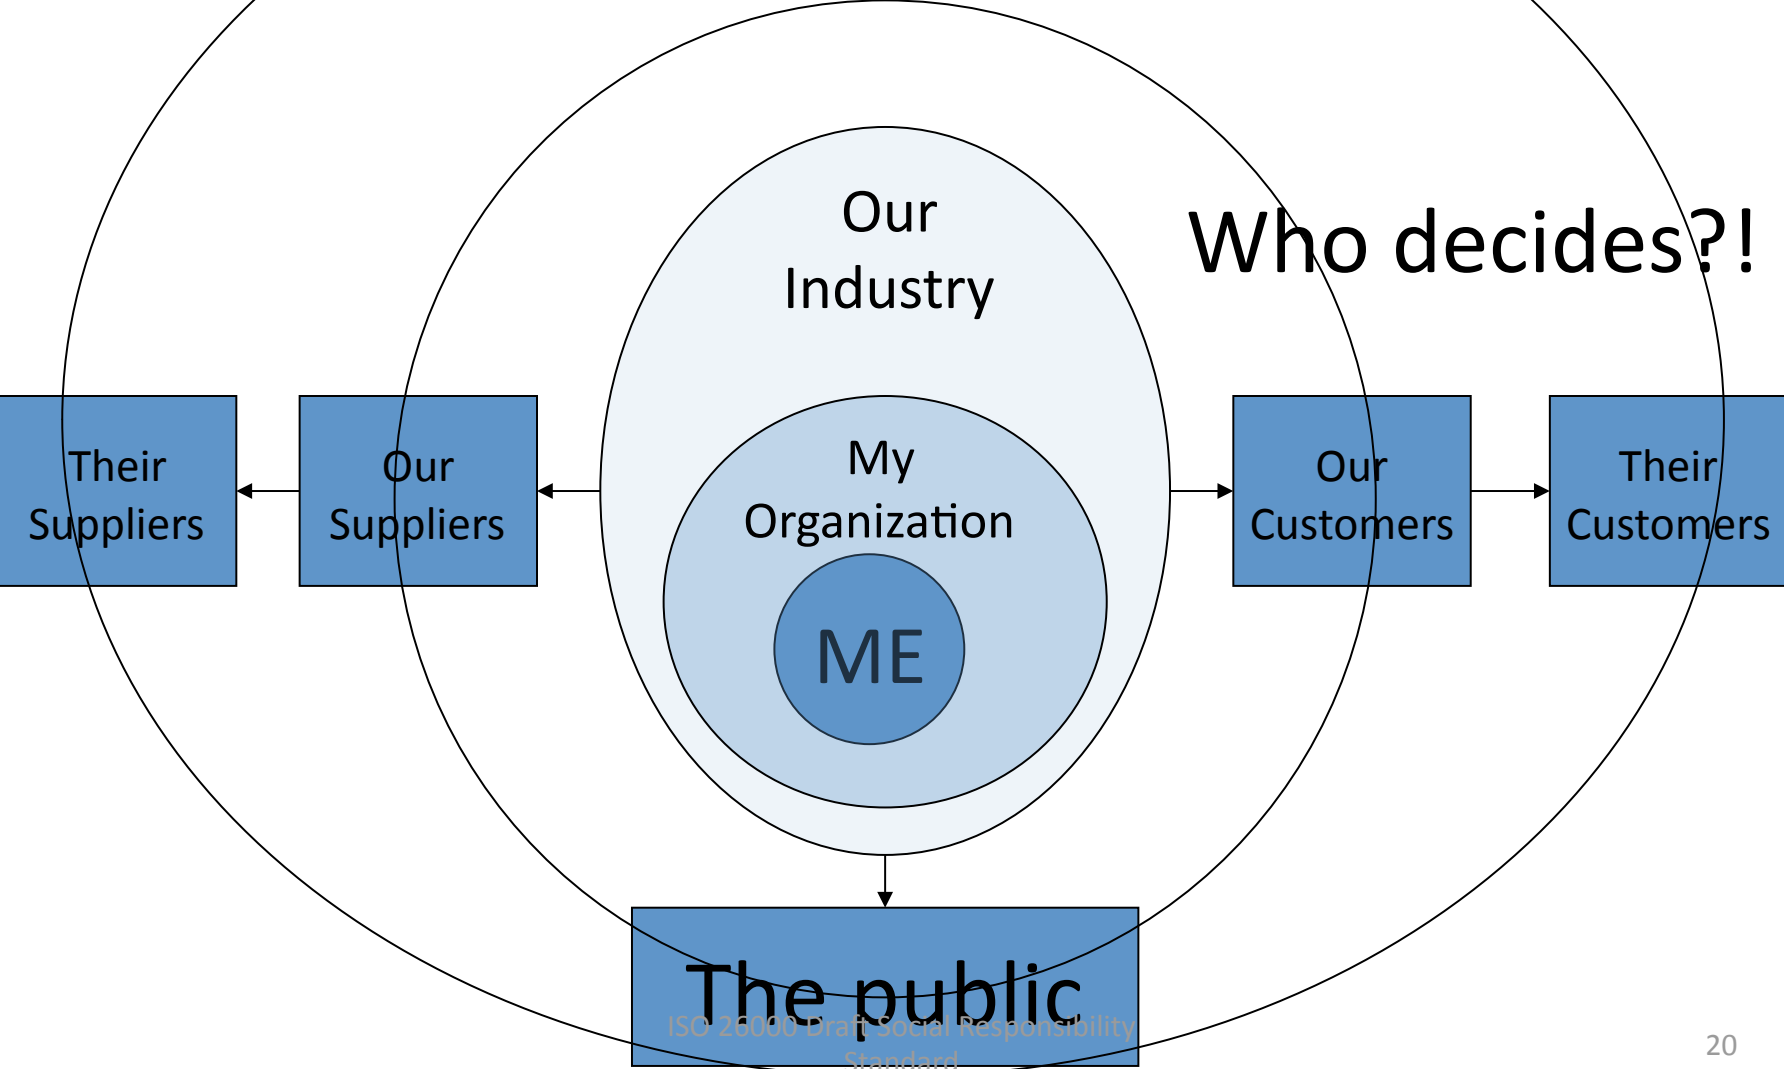 Our
Industry
Who decides?!
Their
Suppliers
Our
Suppliers
My
Organization
ME
Our
Customers
Their
Customers
The public
ISO 26000 Draft Social Responsibility
Standard
20